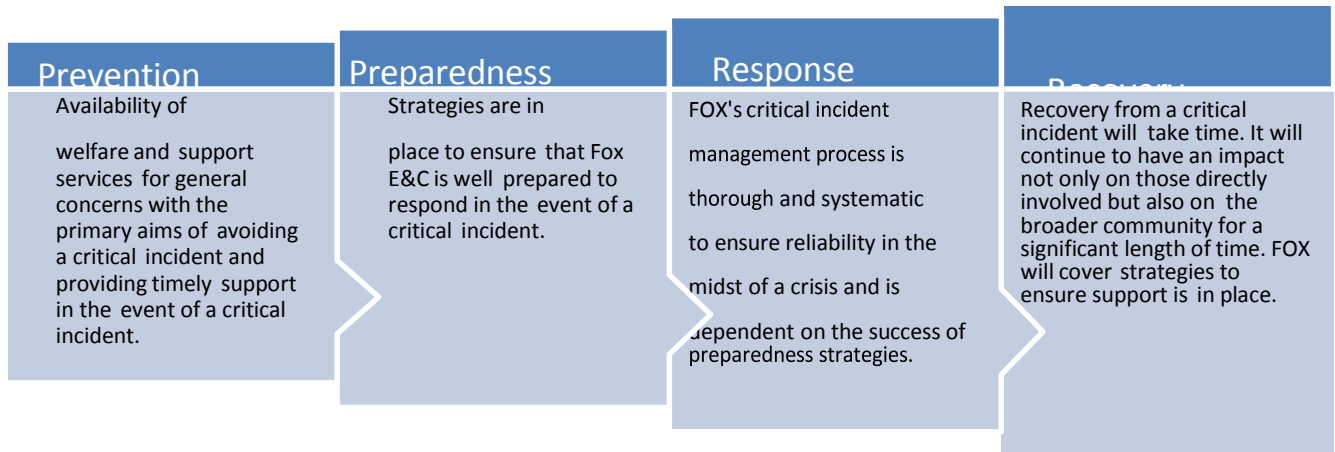 Prevention
Availability of
welfare and support
services for general
concerns with the
primary aims of avoiding
a critical incident and
providing timely support
in the event of a critical
incident.
Preparedness
Strategies are in
place to ensure that Fox
E&C is well prepared to
respond in the event of a
critical incident.
Response
FOX's critical incident
management process is
thorough and systematic
to ensure reliability in the
midst of a crisis and is
dependent on the success of
preparedness strategies.
Recovery
Recovery from a critical
incident will take time. It will
continue to have an impact
not only on those directly
involved but also on the
broader community for a
significant length of time. FOX
will cover strategies to
ensure support is in place.